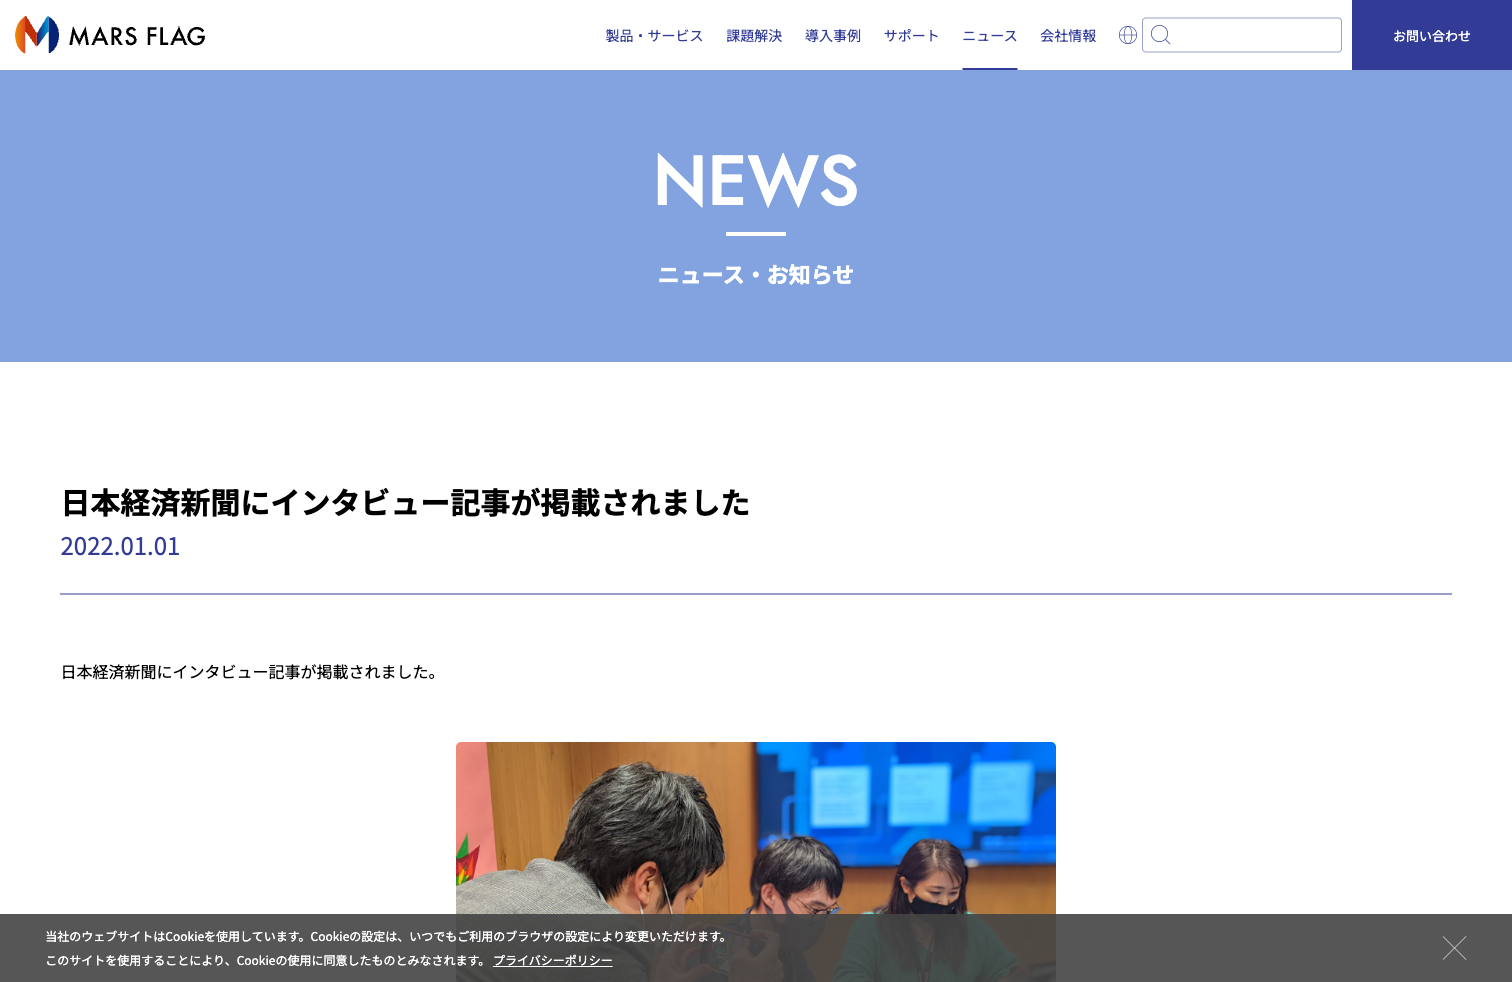 MARS FLAG
製品・サービス 課題解決 導入事例 サポート ニュース 会社情報 お問い合わせ
NEWS
ニュース・お知らせ
日本経済新聞にインタビュー記事が掲載されました
2022.01.01
日本経済新聞にインタビュー記事が掲載されました。
当社のウェブサイトはCookieを使用しています。Cookieの設定は、いつでもご利用のブラウザの設定により変更いただけます。
このサイトを使用することにより、Cookieの使用に同意したものとみなされます。 プライバシーポリシー